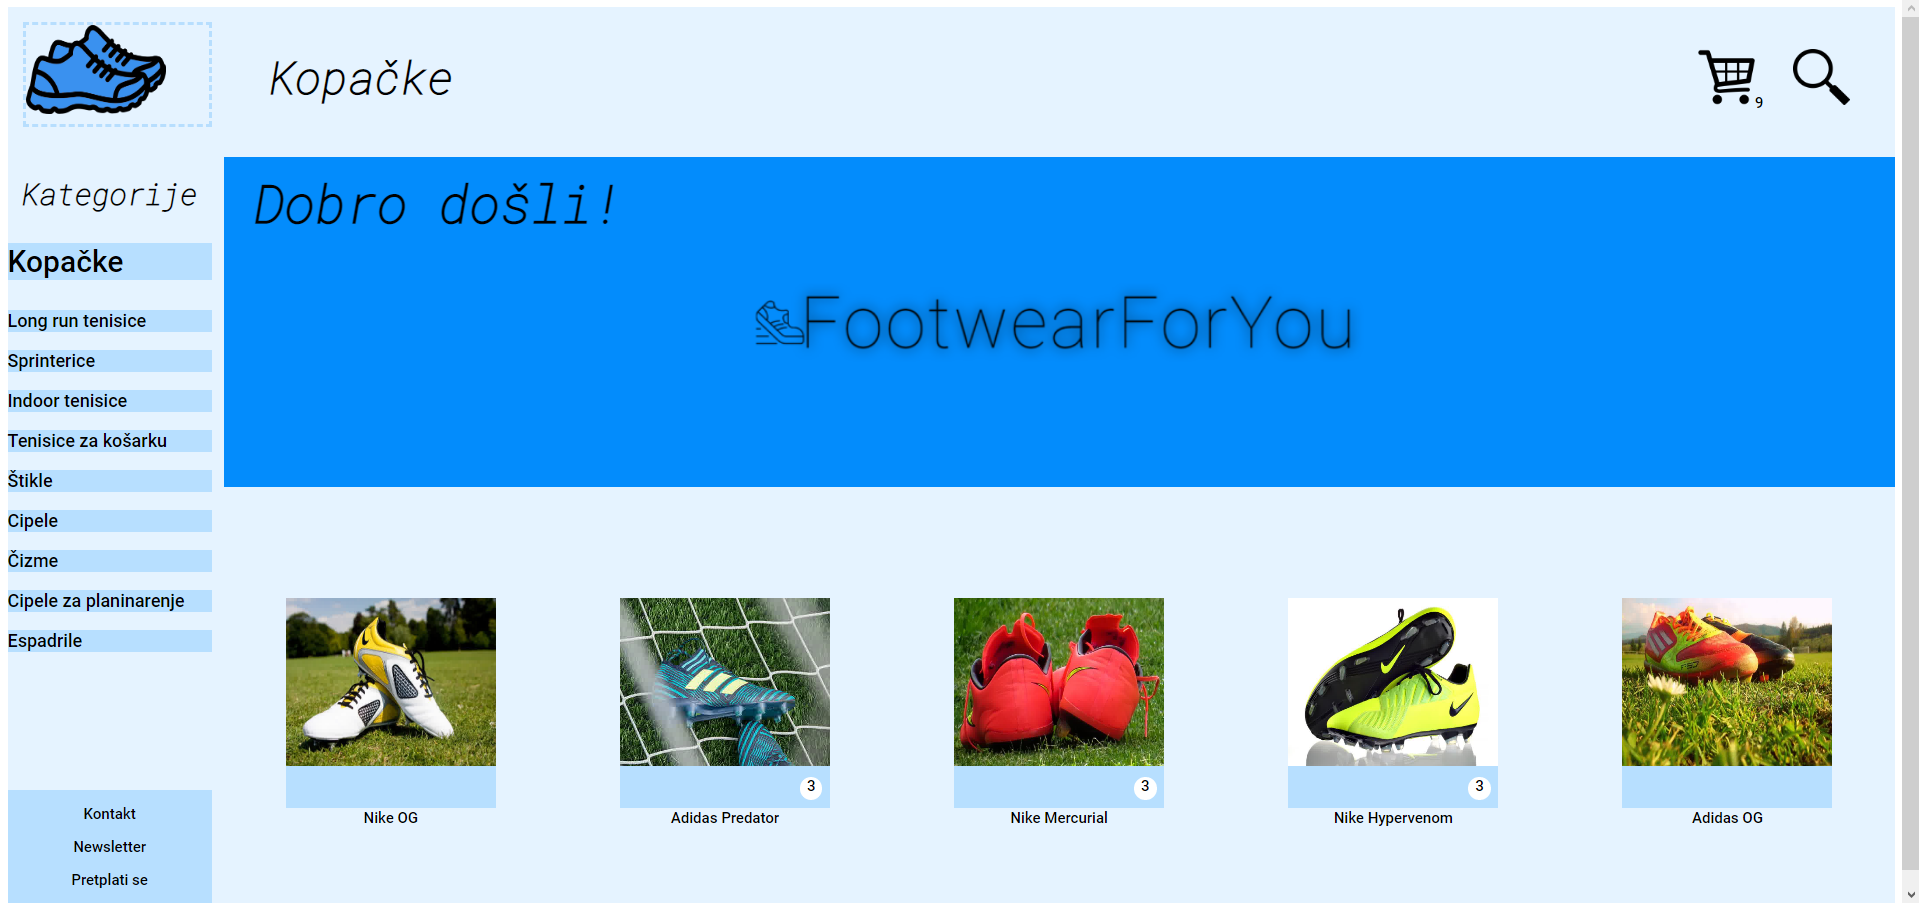 Kopačke
9
Kategorije
Kopačke
Long run tenisice
Sprinterice
Indoor tenisice
Tenisice za košarku
Štikle
Cipele
Čizme
Cipele za planinarenje
Espadrile
Kontakt
Newsletter
Pretplati se
Dobro došli!
FootwearForYou
3
3
3
Nike OG
Adidas Predator
Nike Mercurial
Nike Hypervenom
Adidas OG